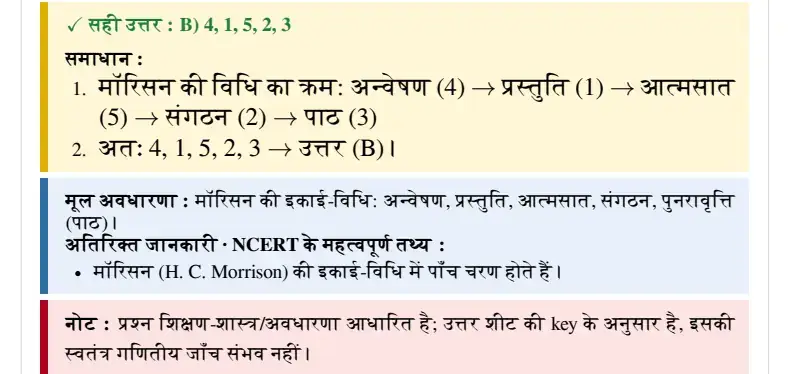 ✓ सही उत्तर : B) 4, 1, 5, 2, 3
समाधान :
1. मॉरिसन की विधि का क्रम: अन्वेषण (4) → प्रस्तुति (1) → आत्मसात
(5) → संगठन (2) → पाठ (3)
2. अतः 4, 1, 5, 2, 3 → उत्तर (B)।
मूल अवधारणा : मॉरिसन की इकाई-विधि: अन्वेषण, प्रस्तुति, आत्मसात, संगठन, पुनरावृत्ति
(पाठ)।
अतिरिक्त जानकारी · NCERT के महत्वपूर्ण तथ्य :
• मॉरिसन (H. C. Morrison) की इकाई-विधि में पाँच चरण होते हैं।
नोट : प्रश्न शिक्षण-शास्त्र/अवधारणा आधारित है; उत्तर शीट की key के अनुसार है, इसकी
स्वतंत्र गणितीय जाँच संभव नहीं।